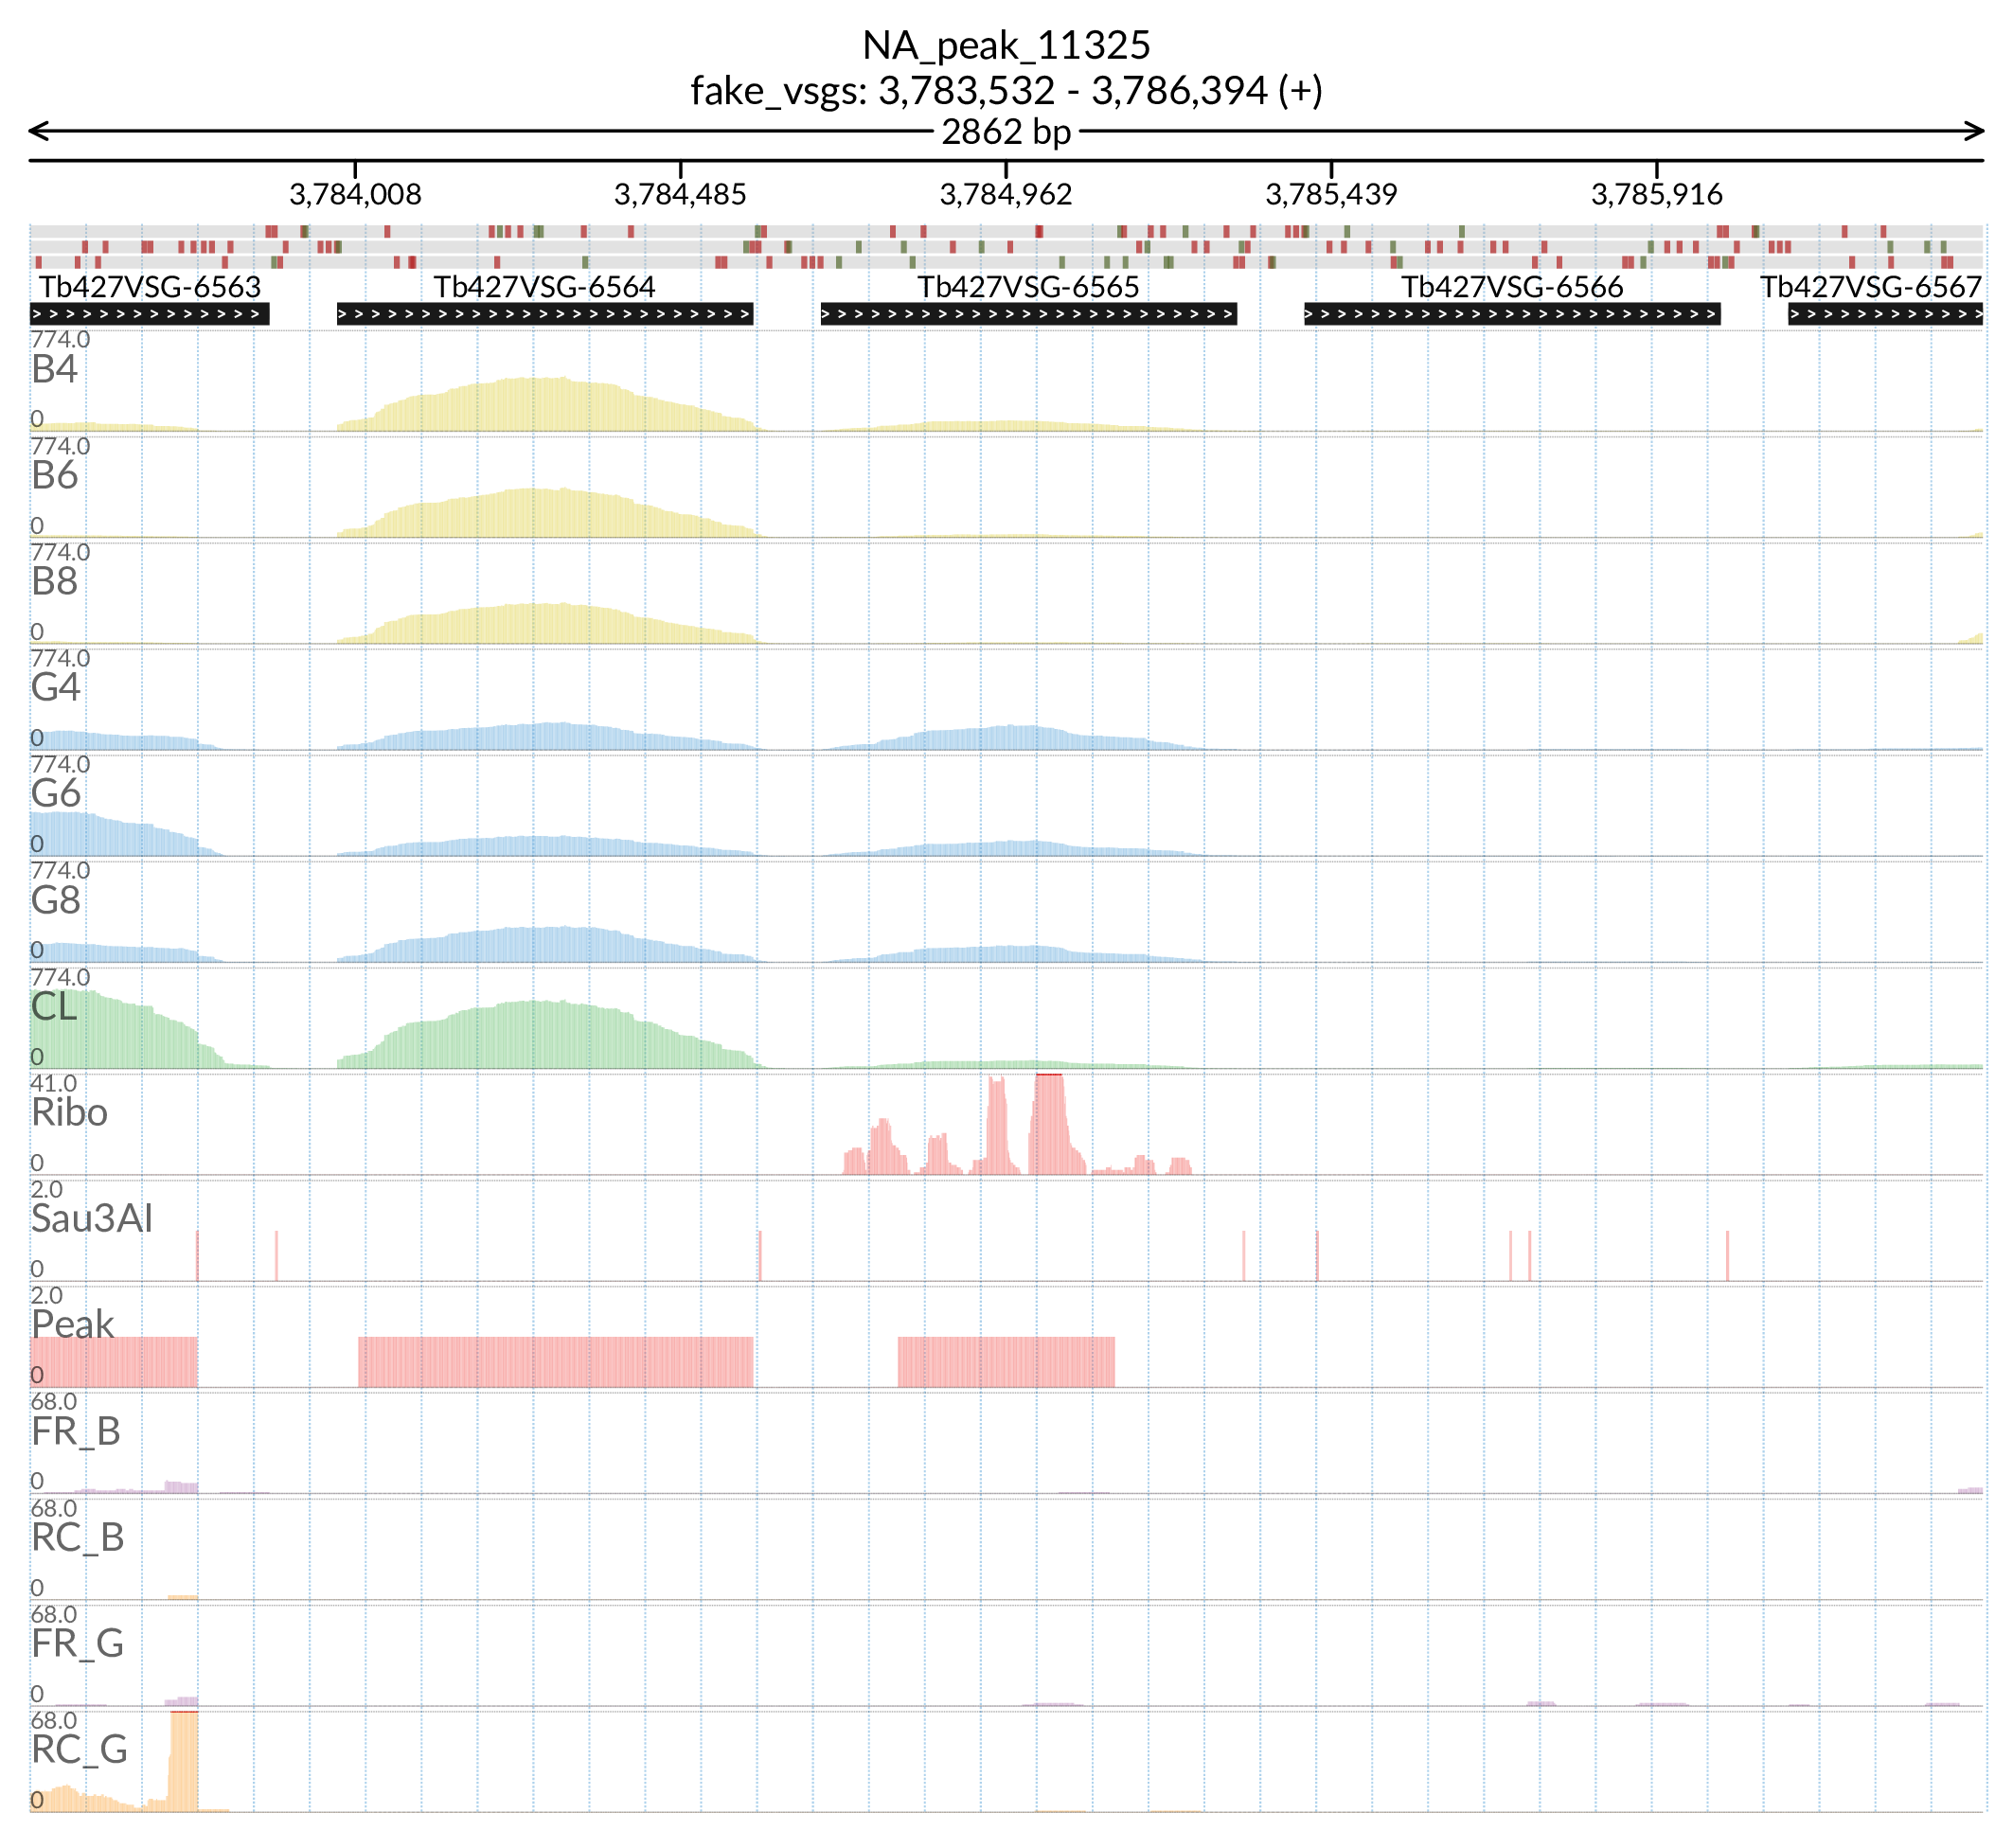 NA_peak_11325
fake_vsgs: 3,783,532 - 3,786,394 (+)
2862 bp
3,784,008 3,784,485 3,784,962 3,785,439 3,785,916
Tb427VSG-6563 Tb427VSG-6564 Tb427VSG-6565 Tb427VSG-6566 Tb427VSG-6567
774.0
B4
0
774.0
B6
0
774.0
B8
0
774.0
G4
0
774.0
G6
0
774.0
G8
0
774.0
CL
0
41.0
Ribo
0
2.0
Sau3AI
0
2.0
Peak
0
68.0
FR_B
0
68.0
RC_B
0
68.0
FR_G
0
68.0
RC_G
0